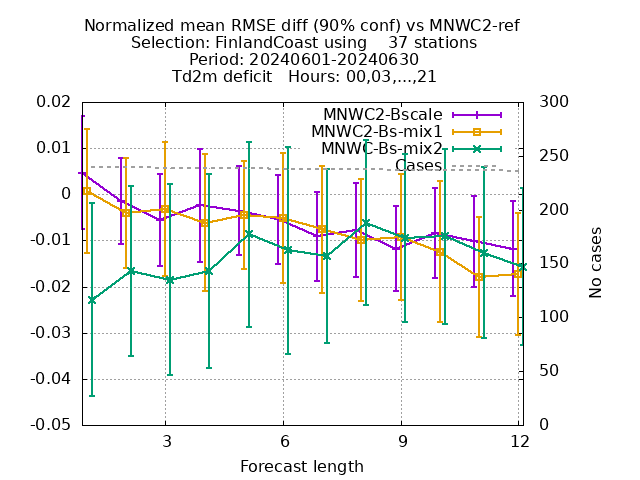 Normalized mean RMSE diff (90% conf) vs MNWC2-ref
Selection: FinlandCoast using    37 stations
Period: 20240601-20240630
Td2m deficit   Hours: 00,03,...,21
0.02
0.01
0
-0.01
-0.02
-0.03
-0.04
-0.05
300
250
200
150
100
50
0
MNWC2-Bscale
MNWC2-Bs-mix1
MNWC-Bs-mix2
Cases
No cases
3
6
9
12
Forecast length